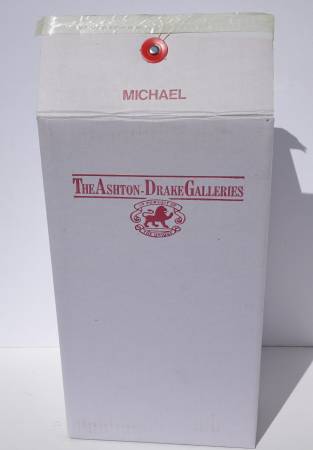 MICHAEL
THE ASHTON-DRAKE GALLERIES